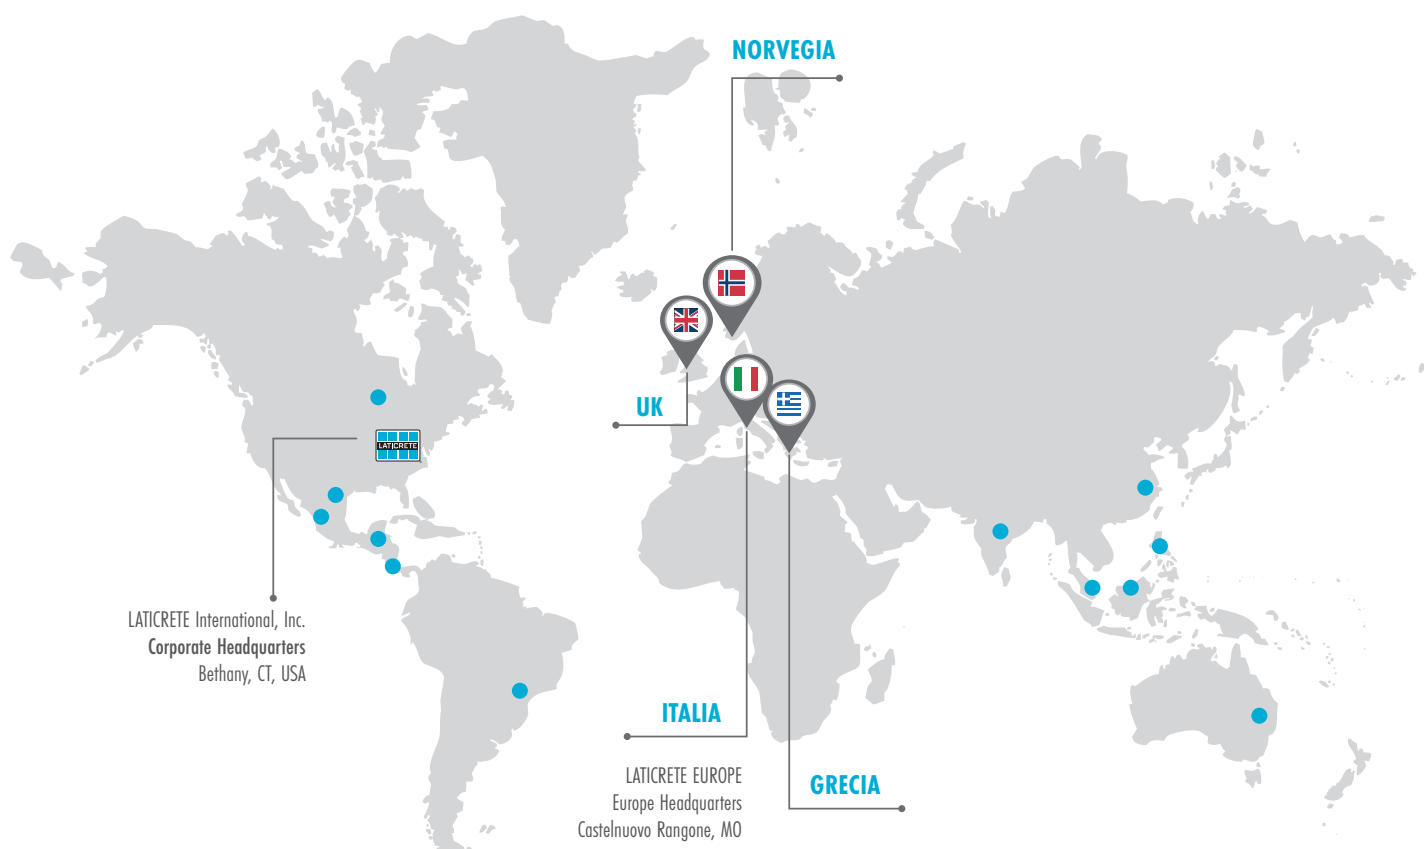 NORVEGIA
UK
LATICRETE
LATICRETE International, Inc.
Corporate Headquarters
Bethany, CT, USA
ITALIA
LATICRETE EUROPE
Europe Headquarters
Castelnuovo Rangone, MO
GRECIA